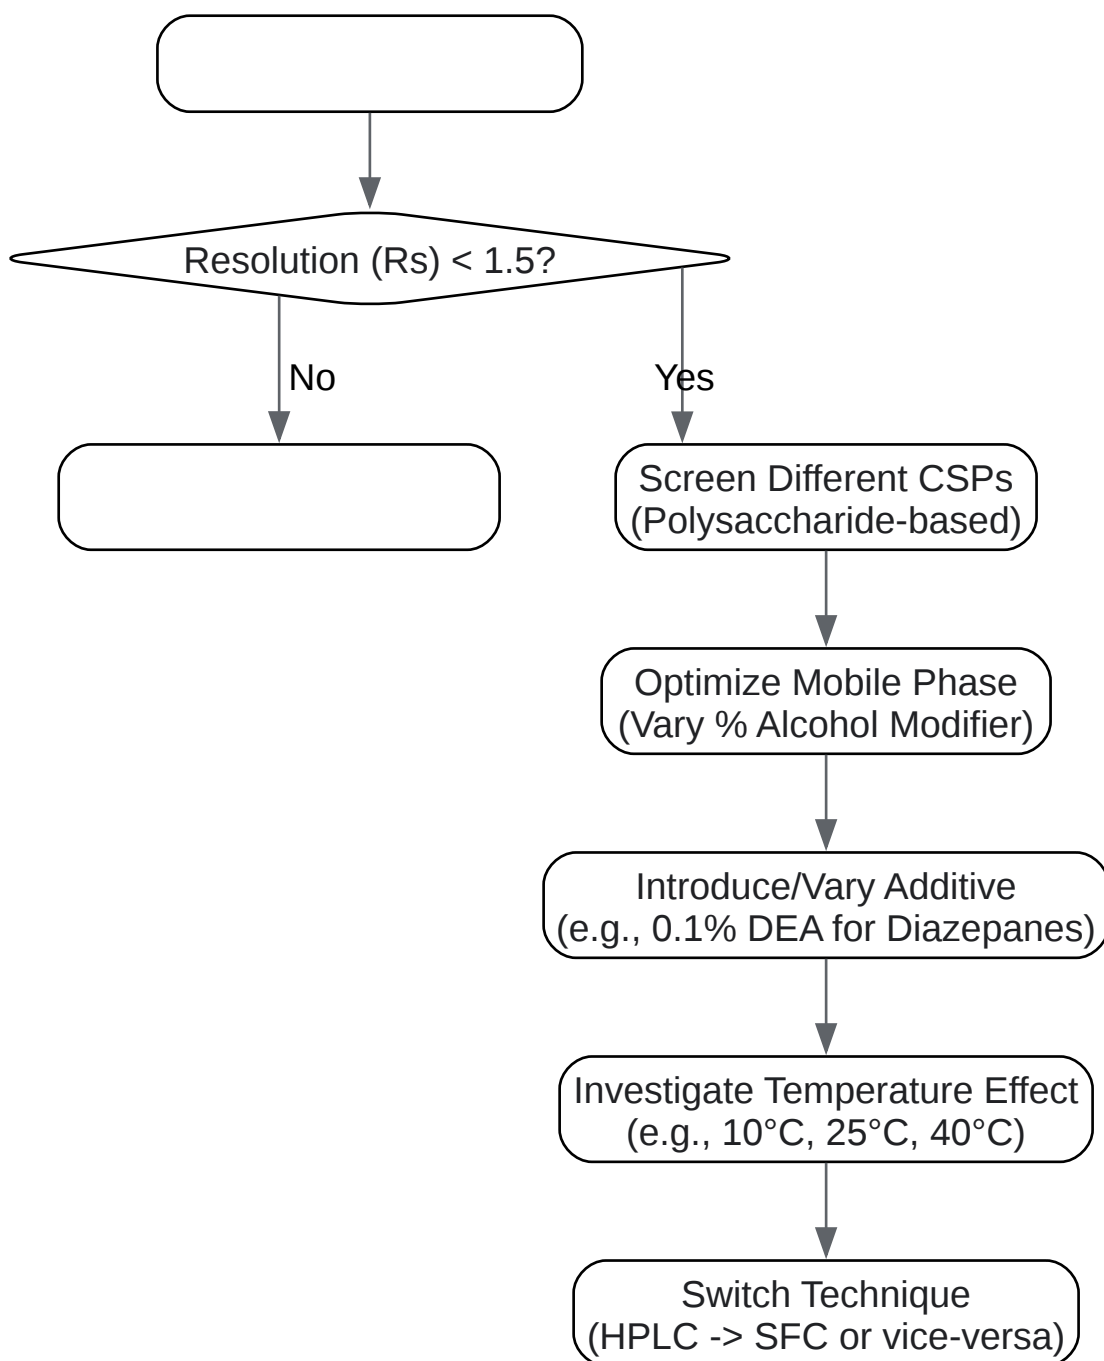 Resolution (Rs) < 1.5?
No
Yes
Screen Different CSPs
(Polysaccharide-based)
Optimize Mobile Phase
(Vary % Alcohol Modifier)
Introduce/Vary Additive
(e.g., 0.1% DEA for Diazepanes)
Investigate Temperature Effect
(e.g., 10°C, 25°C, 40°C)
Switch Technique
(HPLC -> SFC or vice-versa)